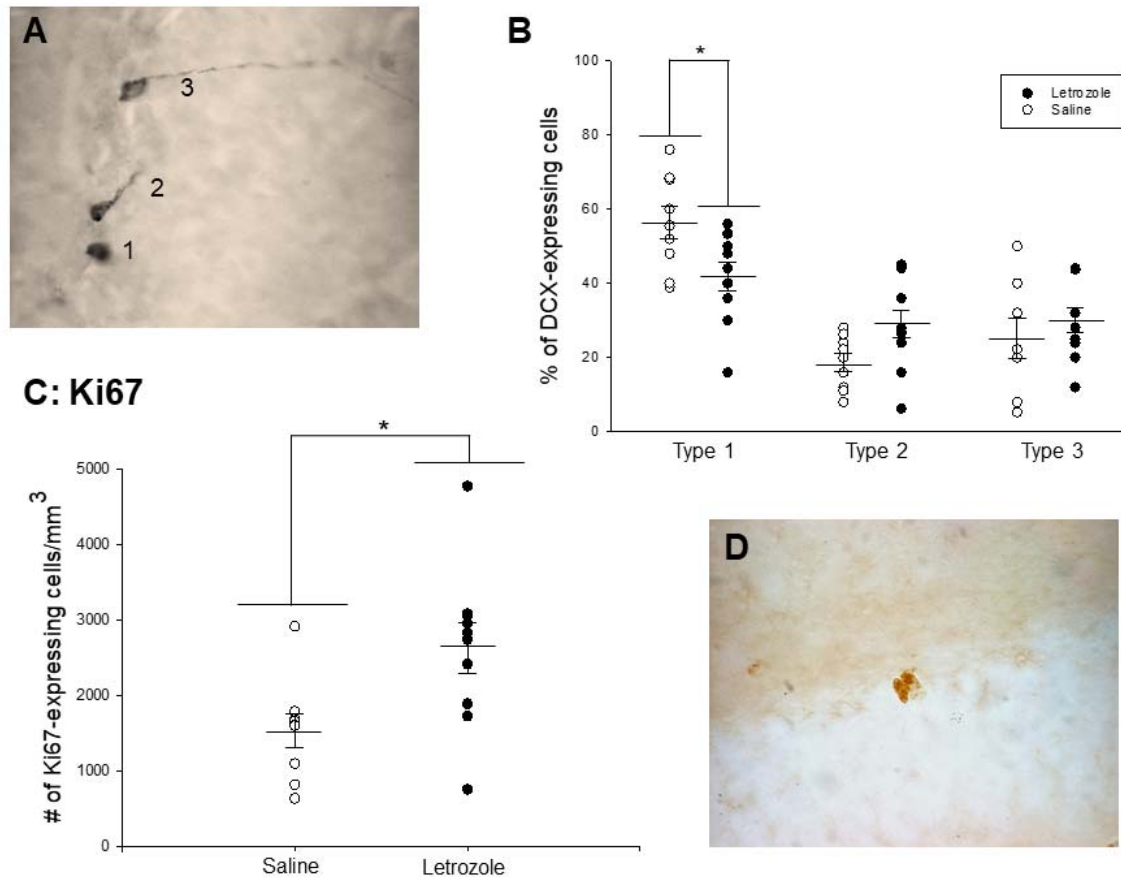 A
3
2
1
B
*
100
80
60
40
20
0
% of DCX-expressing cells
Letrozole
Saline
Type 1
Type 2
Type 3
C: Ki67
*
5000
4000
3000
2000
1000
0
# of Ki67-expressing cells/mm³
Saline
Letrozole
D